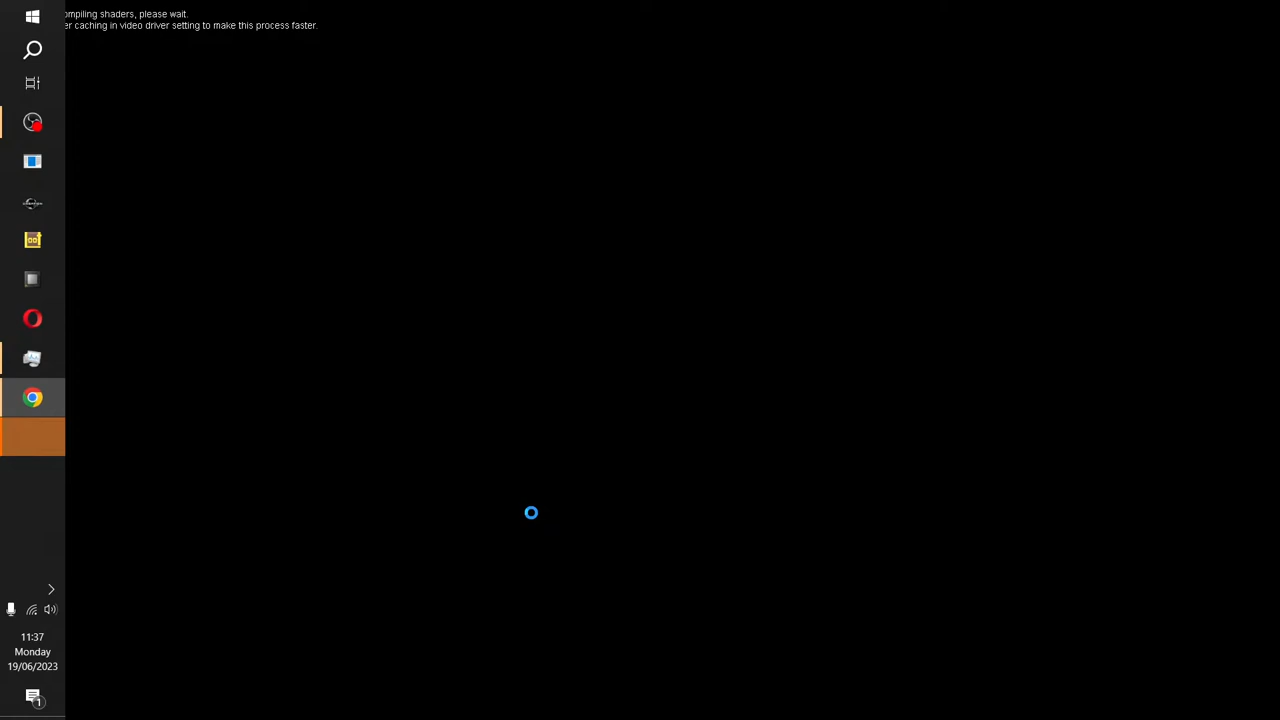 ompiling shaders, please wait.
er caching in video driver setting to make this process faster.
11:37
Monday
19/06/2023
1